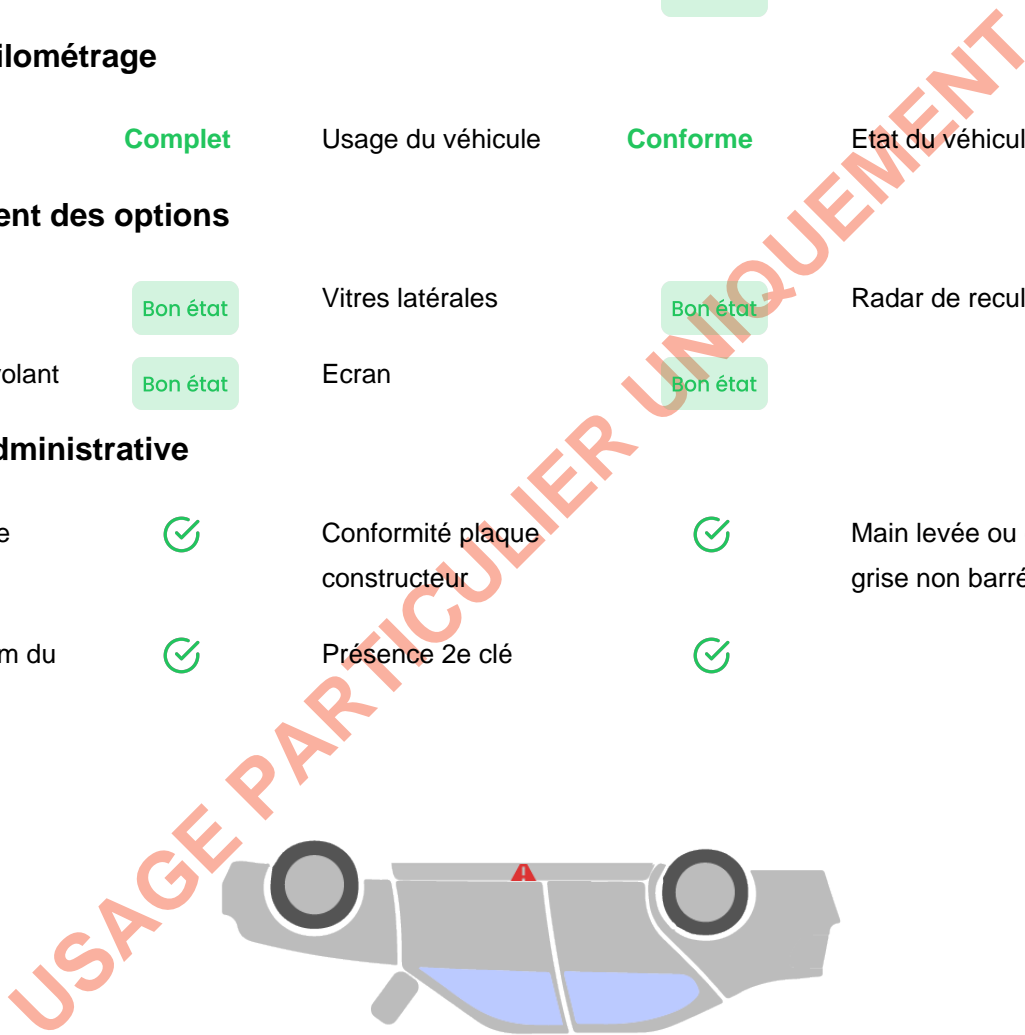 ilométrage
Complet Usage du véhicule Conforme Etat du véhicul
ent des options
Bon état Vitres latérales Bon état Radar de recul
olant Bon état Ecran Bon état
dministrative
e Conformité plaque Main levée ou
constructeur grise non barré
m du Présence 2e clé
USAGE PARTICULIER UNIQUEMENT